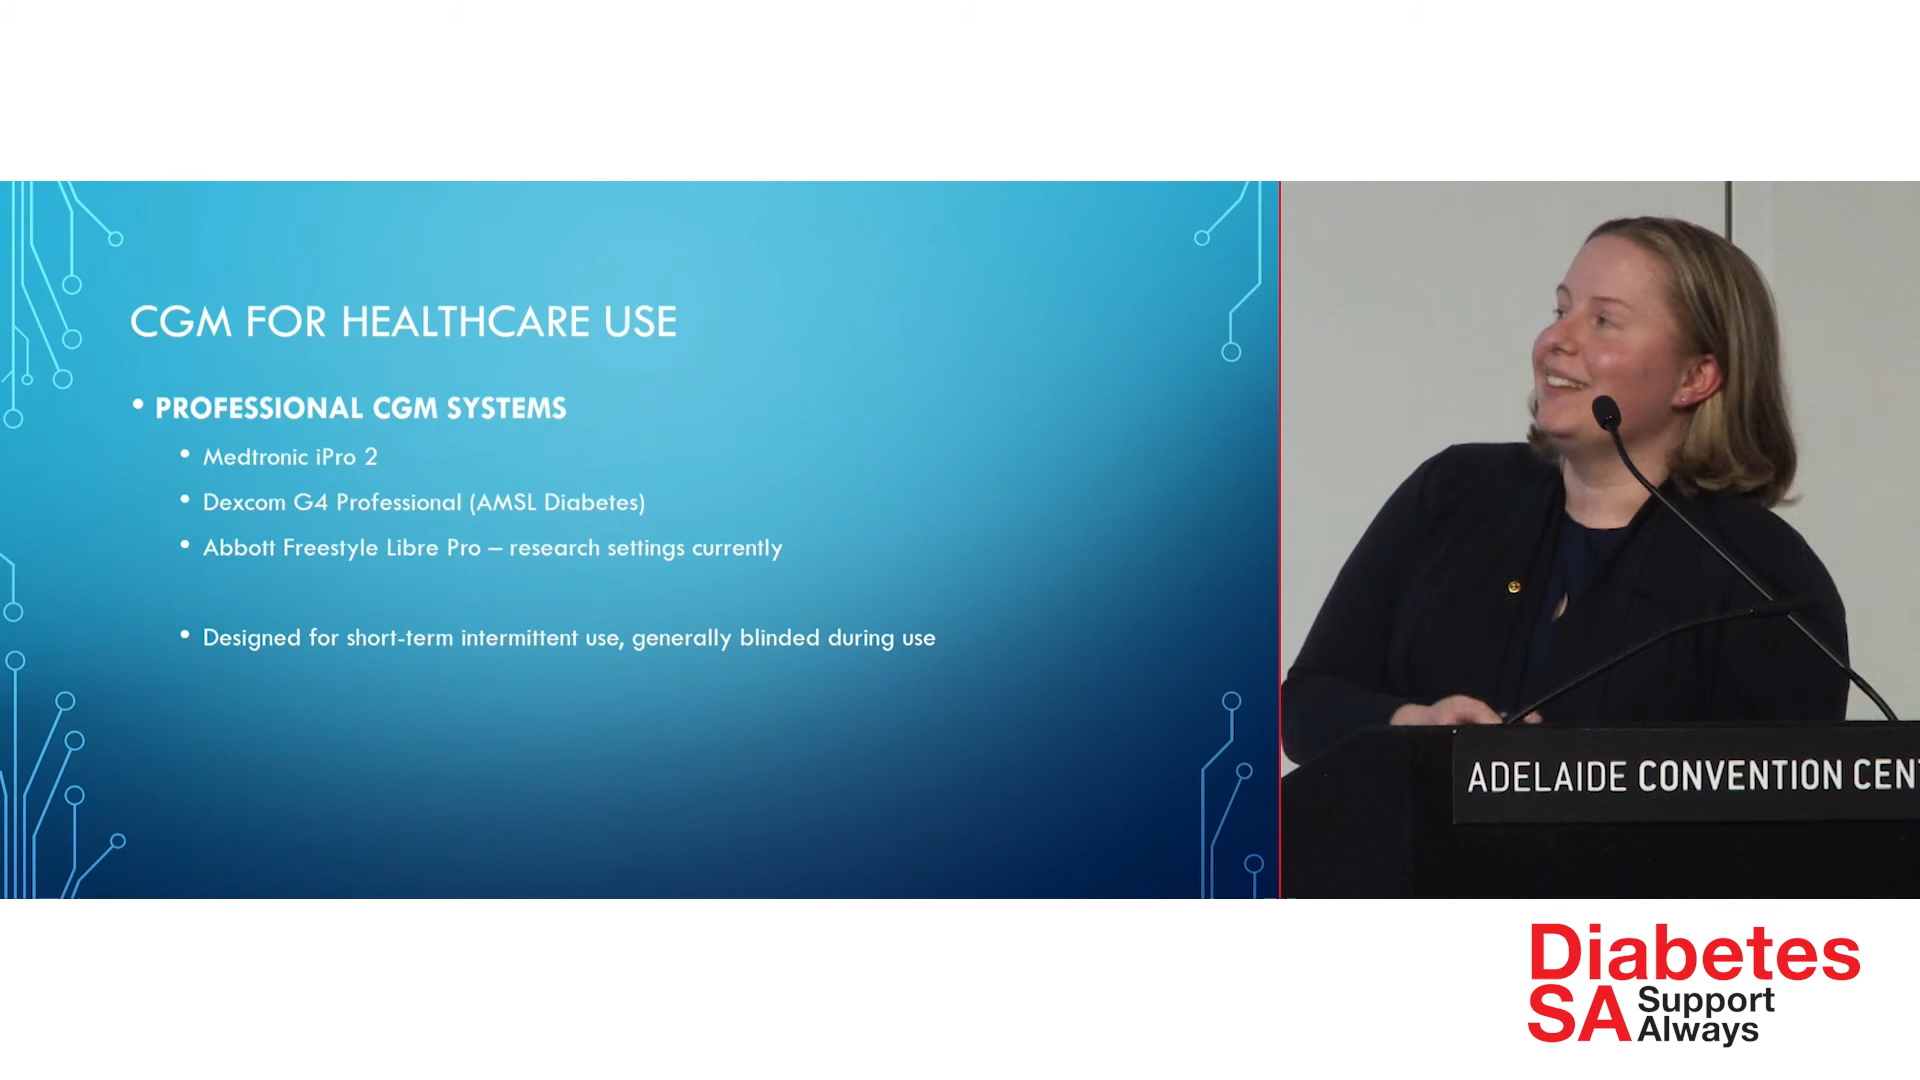 CGM FOR HEALTHCARE USE
• PROFESSIONAL CGM SYSTEMS
• Medtronic iPro 2
• Dexcom G4 Professional (AMSL Diabetes)
• Abbott Freestyle Libre Pro – research settings currently
• Designed for short-term intermittent use, generally blinded during use
ADELAIDE CONVENTION CEN
Diabetes
SA Support
Always